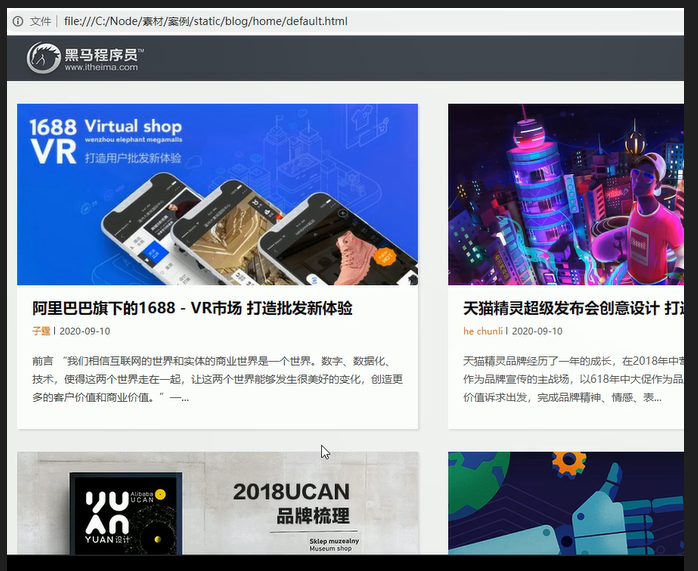 文件 file:///C:/Node/素材/案例/static/blog/home/default.html
黑马程序员™
www.itheima.com
1688 Virtual shop
wenzhou elephant megamalls
VR 打造用户批发新体验
阿里巴巴旗下的1688 - VR市场 打造批发新体验
子霆 | 2020-09-10
前言 “我们相信互联网的世界和实体的商业世界是一个世界。数字、数据化、
技术，使得这两个世界走在一起，让这两个世界能够发生很美好的变化，创造更
多的客户价值和商业价值。” —...
天猫精灵超级发布会创意设计 打
he chunli | 2020-09-10
天猫精灵品牌经历了一年的成长，在2018年中
作为品牌宣传的主战场，以618年中大促作为品
价值诉求出发，完成品牌精神、情感、表...
YUAN
Alibaba
UCAN
YUAN设计
2018UCAN
品牌梳理
Sklep muzealny
Museum shop